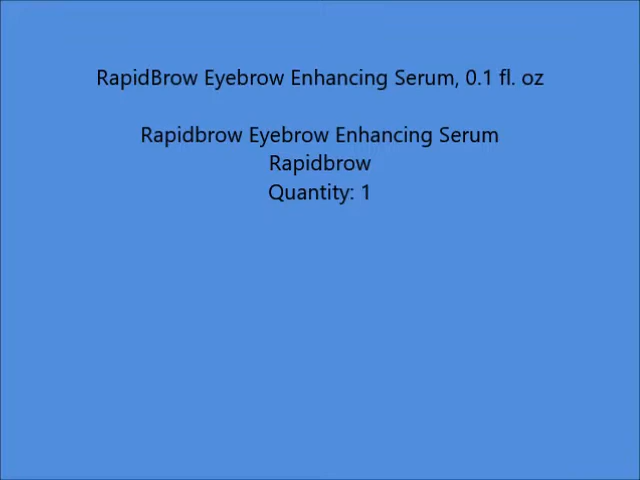 RapidBrow Eyebrow Enhancing Serum, 0.1 fl. oz
Rapidbrow Eyebrow Enhancing Serum
Rapidbrow
Quantity: 1